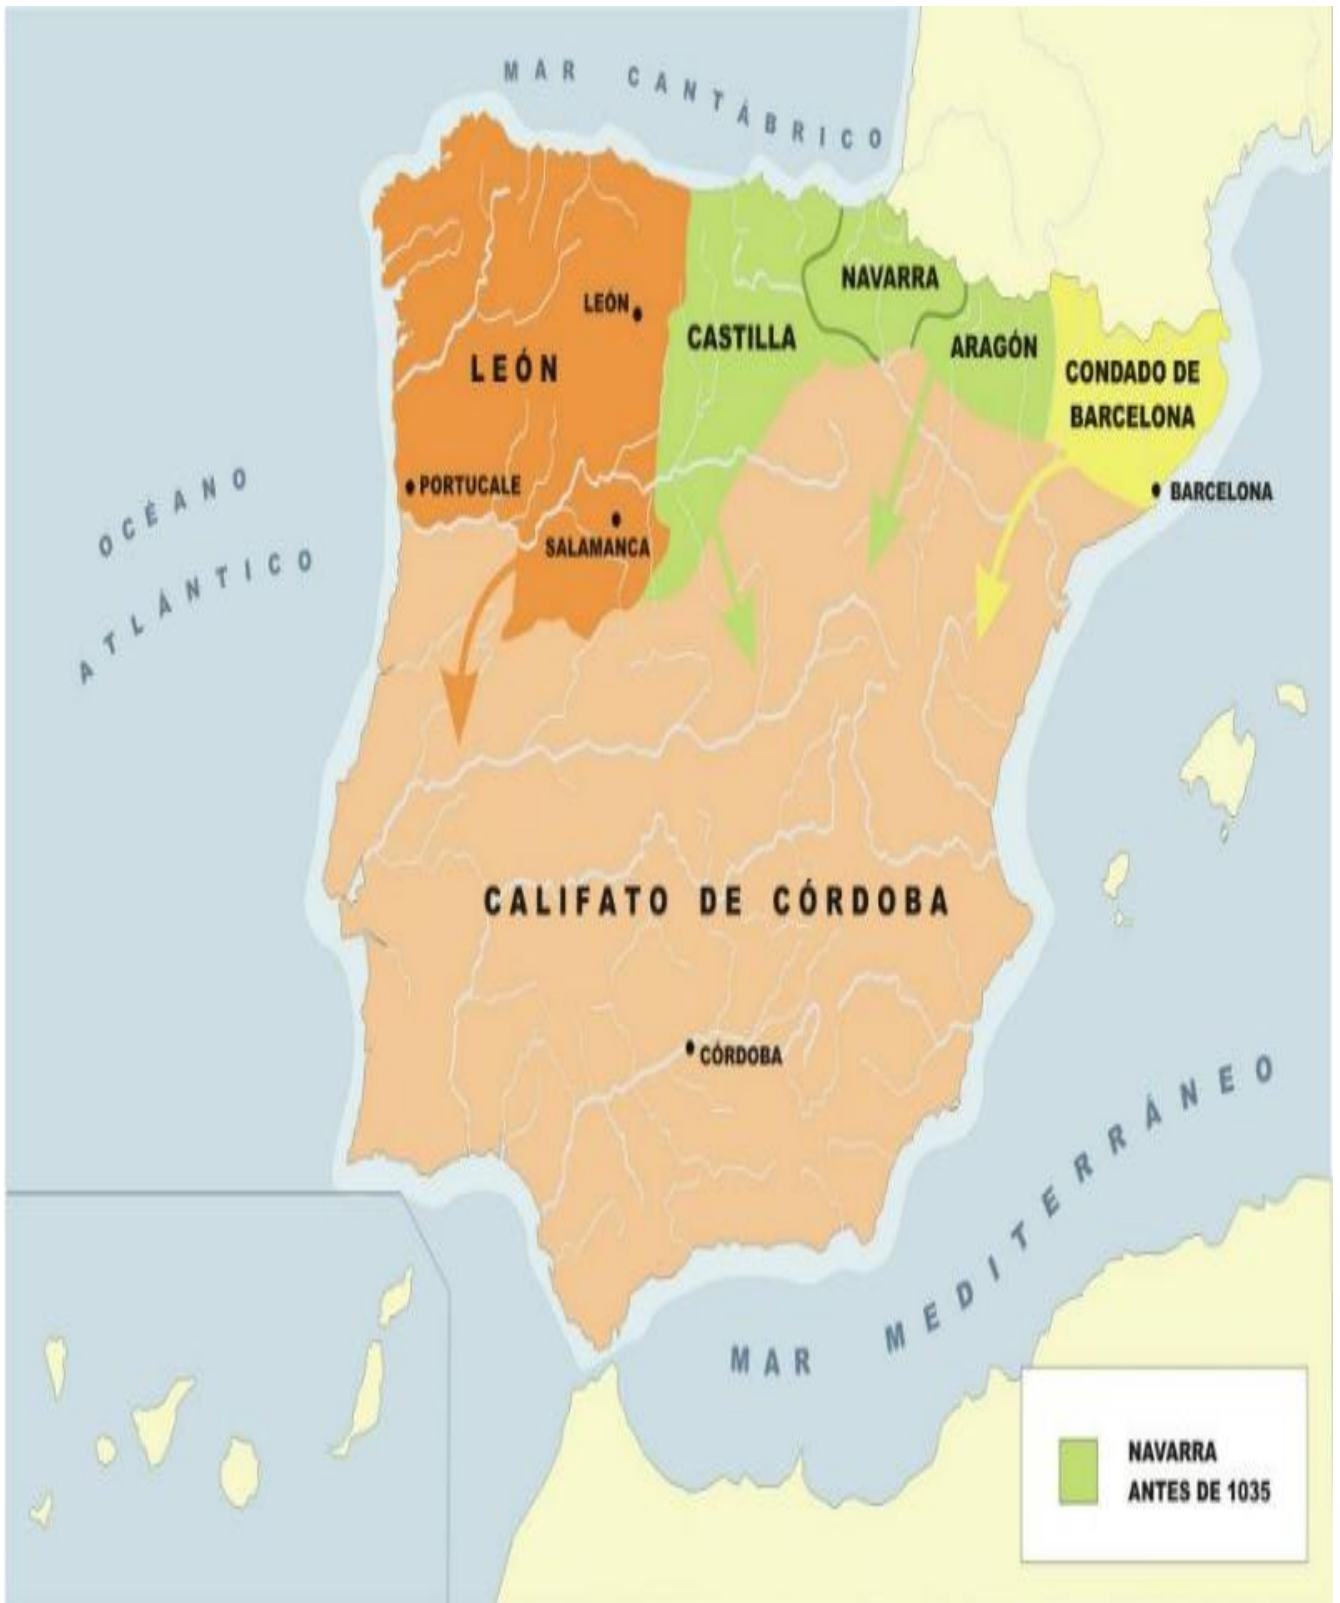 MAR CANTÁBRICO
LEÓN
NAVARRA
CASTILLA
ARAGÓN
LEÓN
CONDADO DE
BARCELONA
PORTUCALE
BARCELONA
SALAMANCA
OCÉANO
ATLÁNTICO
CALIFATO DE CÓRDOBA
CÓRDOBA
MAR MEDITERRÁNEO
NAVARRA
ANTES DE 1035